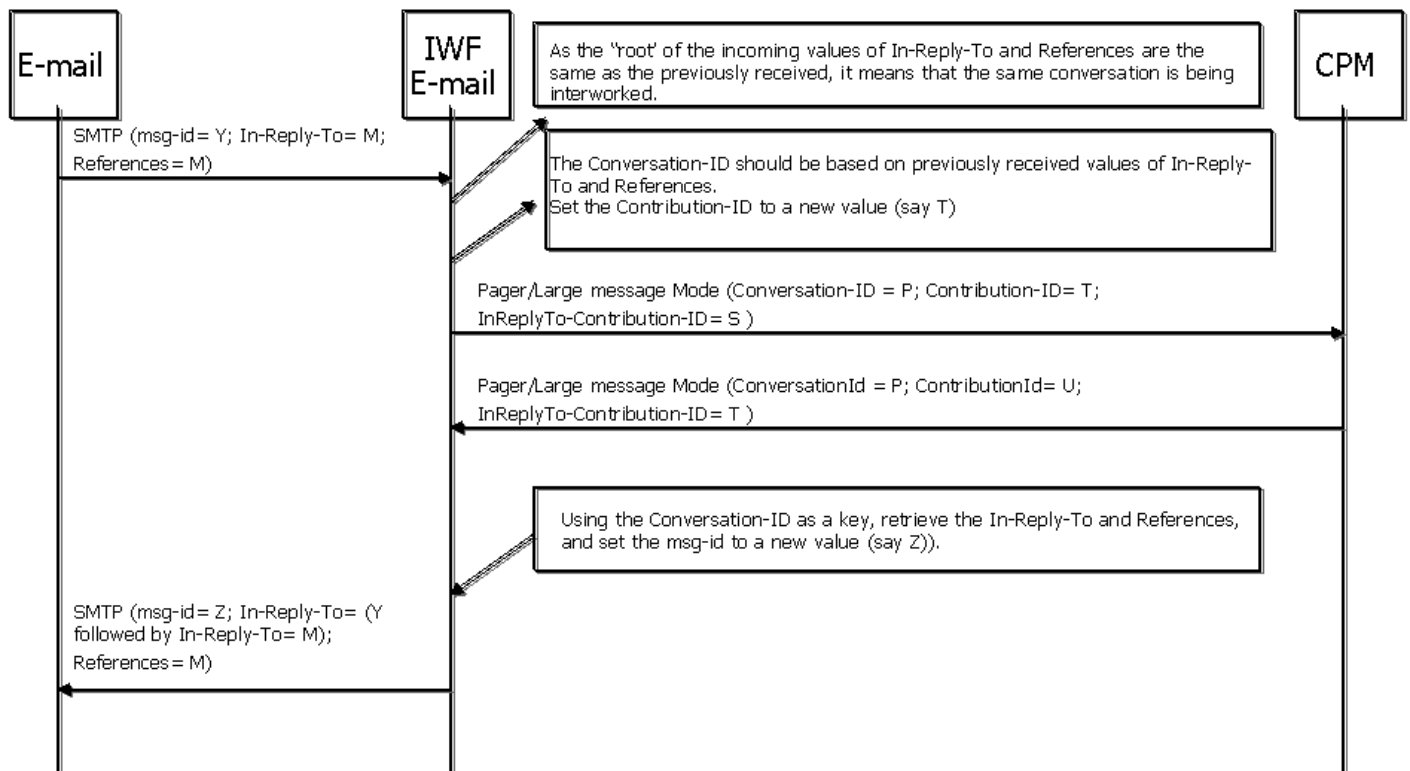 E-mail
IWF
E-mail
CPM
As the "root' of the incoming values of In-Reply-To and References are the
same as the previously received, it means that the same conversation is being
interworked.
SMTP (msg-id= Y; In-Reply-To= M;
References= M)
The Conversation-ID should be based on previously received values of In-Reply-
To and References.
Set the Contribution-ID to a new value (say T)
Pager/Large message Mode (Conversation-ID = P; Contribution-ID= T;
InReplyTo-Contribution-ID= S )
Pager/Large message Mode (ConversationId = P; ContributionId= U;
InReplyTo-Contribution-ID= T )
Using the Conversation-ID as a key, retrieve the In-Reply-To and References,
and set the msg-id to a new value (say Z)).
SMTP (msg-id= Z; In-Reply-To= (Y
followed by In-Reply-To= M);
References= M)